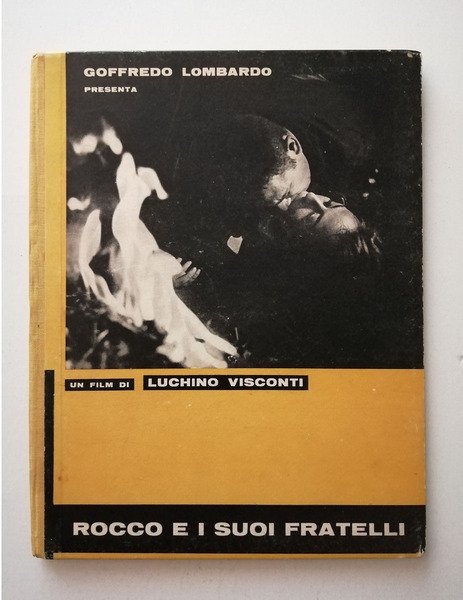 GOFFREDO LOMBARDO
PRESENTA
UN FILM DI LUCHINO VISCONTI
ROCCO E I SUOI FRATELLI